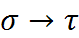 σ → τ